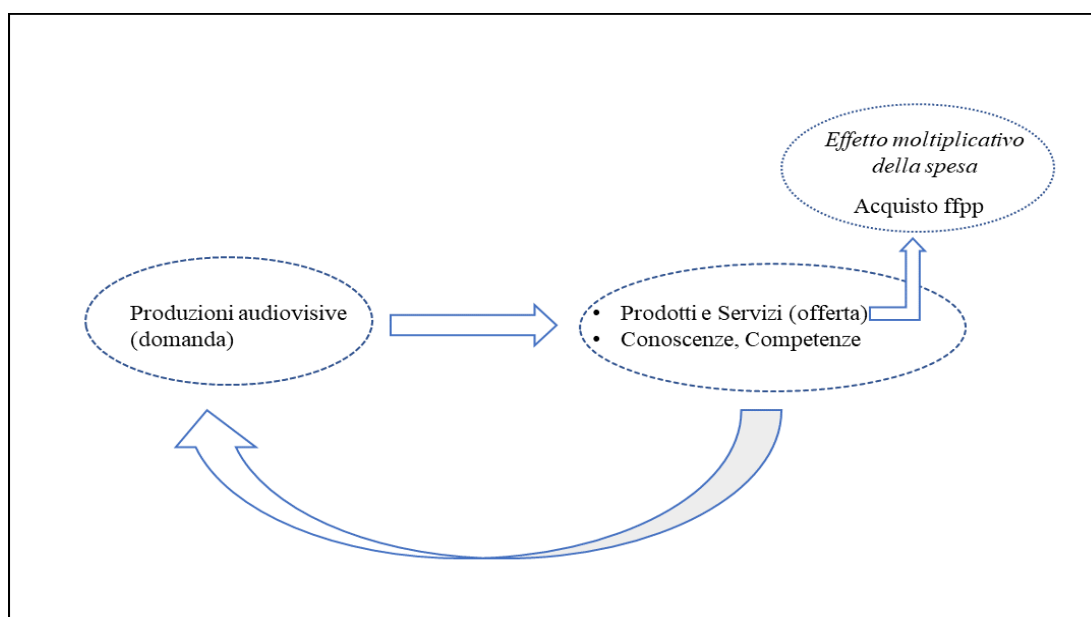 Effetto moltiplicativo
della spesa
Acquisto ffpp
Produzioni audiovisive
(domanda)
• Prodotti e Servizi (offerta)
• Conoscenze, Competenze